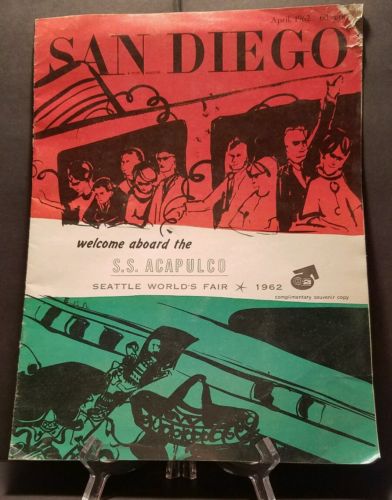 April, 1962
SAN DIEGO
welcome aboard the
S.S. ACAPULCO
SEATTLE WORLD'S FAIR 1962
complimentary souvenir copy